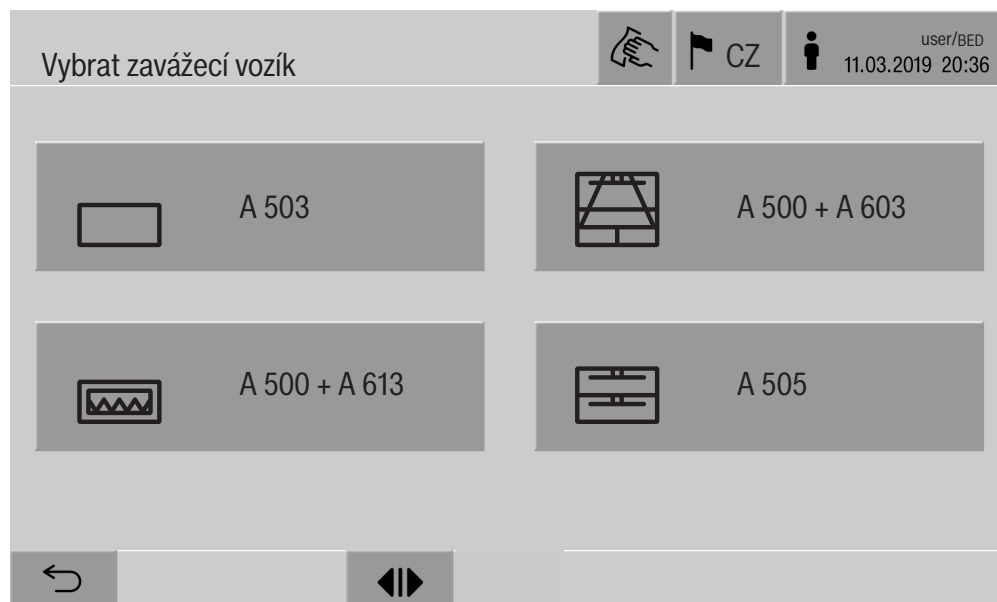 Vybrat zavážecí vozík
CZ
user/BED
11.03.2019 20:36
A 503
A 500 + A 603
A 500 + A 613
A 505